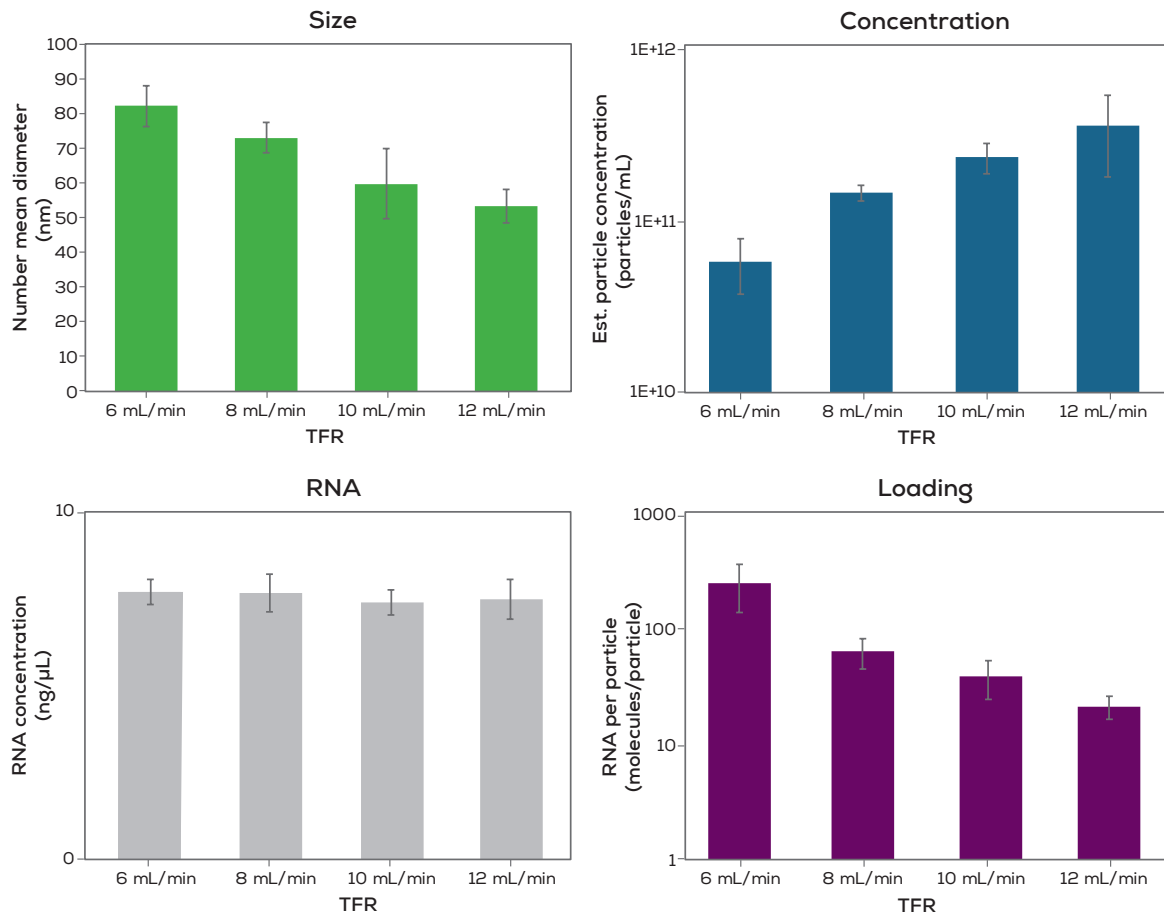 Size
Number mean diameter
(nm)
100
90
80
70
60
50
40
30
20
10
0
6 mL/min
8 mL/min
10 mL/min
12 mL/min
TFR
Concentration
Est. particle concentration
(particles/mL)
1E+12
1E+11
1E+10
6 mL/min
8 mL/min
10 mL/min
12 mL/min
TFR
RNA
RNA concentration
(ng/µL)
10
0
6 mL/min
8 mL/min
10 mL/min
12 mL/min
TFR
Loading
RNA per particle
(molecules/particle)
1000
100
10
1
6 mL/min
8 mL/min
10 mL/min
12 mL/min
TFR